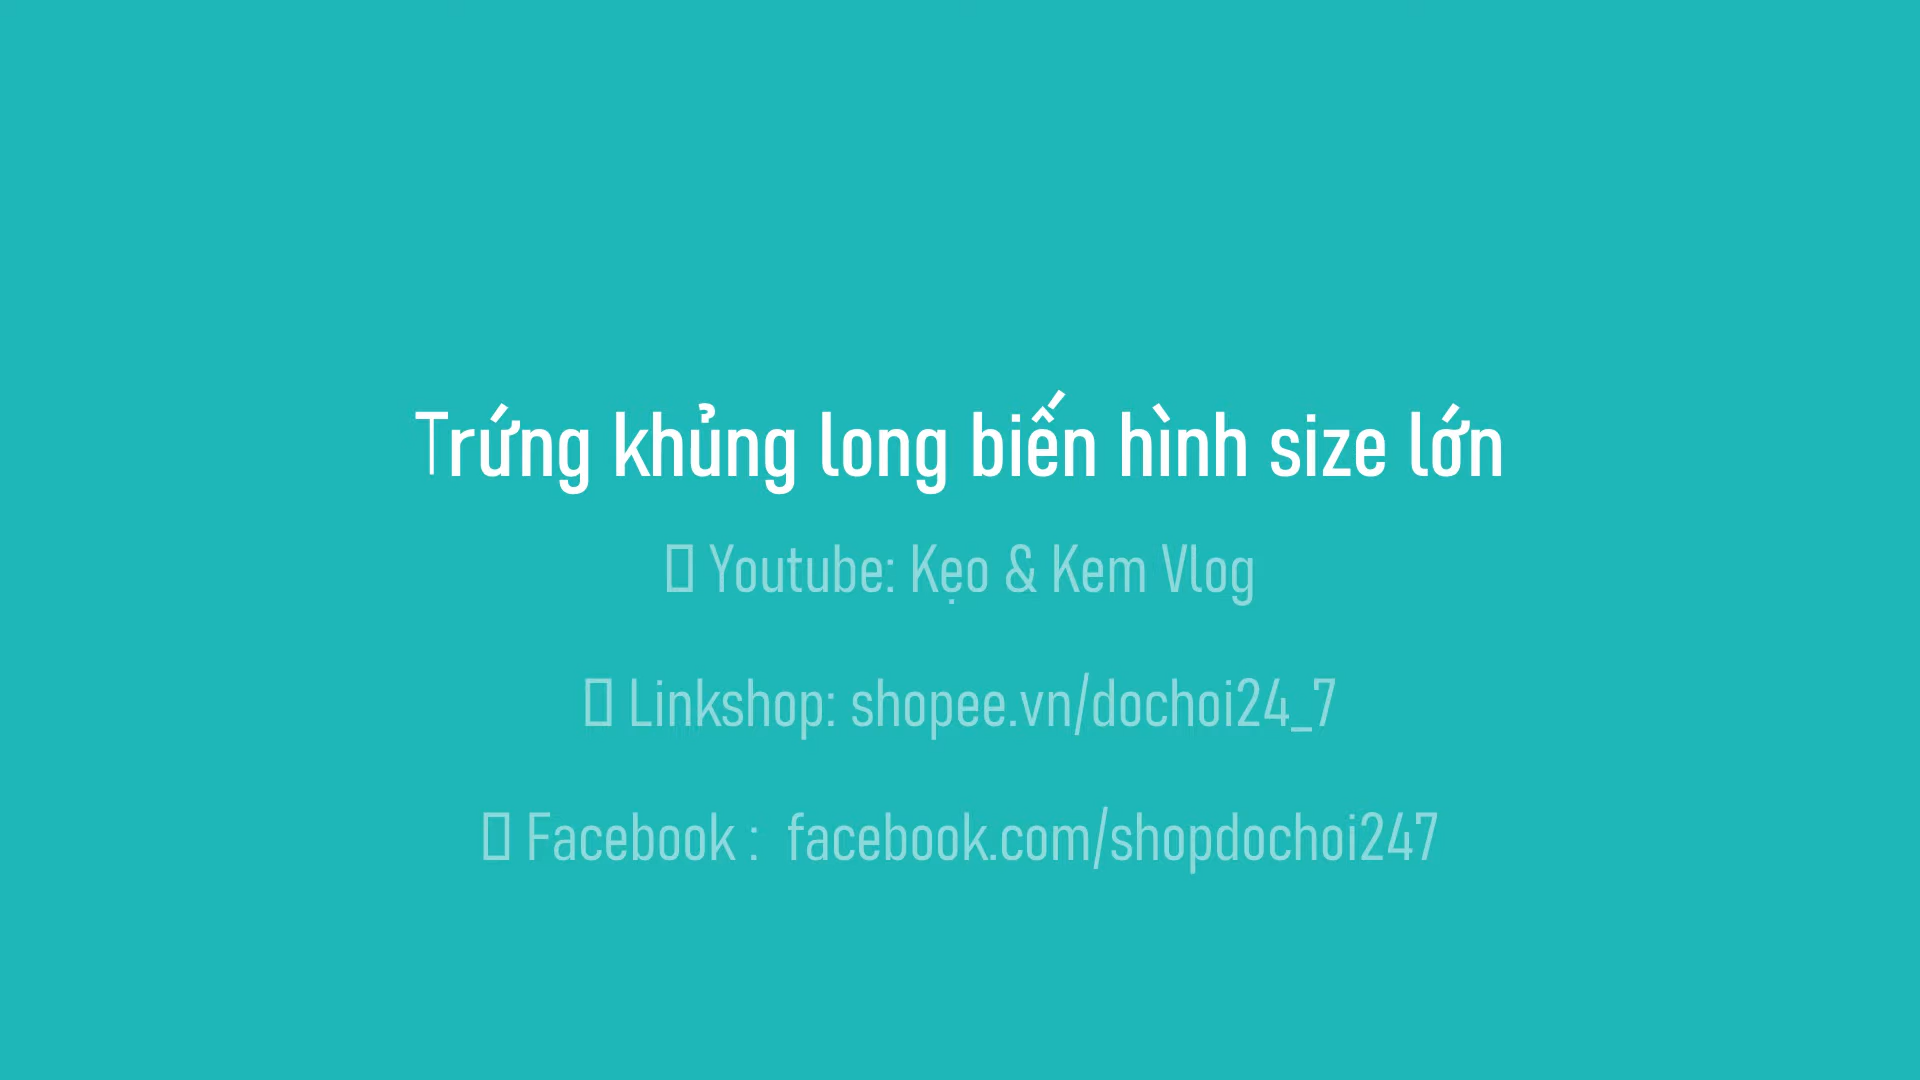 Trứng khủng long biến hình size lớn
Youtube: Kẹo & Kem Vlog
Linkshop: shopee.vn/dochoi24_7
Facebook : facebook.com/shopdochoi247